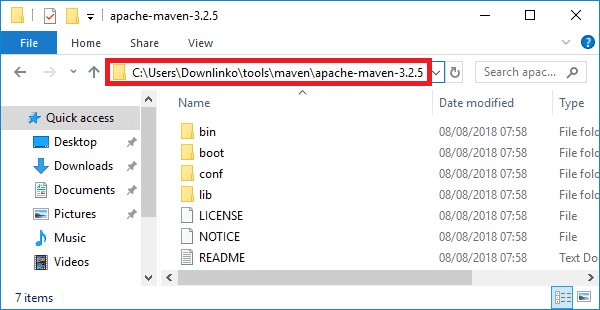 apache-maven-3.2.5
File Home Share View
C:\Users\Downlinko\tools\maven\apache-maven-3.2.5
Search apac...
Quick access
Desktop
Downloads
Documents
Pictures
Music
Videos
Name Date modified Type
bin 08/08/2018 07:58 File fold
boot 08/08/2018 07:58 File fold
conf 08/08/2018 07:58 File fold
lib 08/08/2018 07:58 File fold
LICENSE 08/08/2018 07:58 File
NOTICE 08/08/2018 07:58 File
README 08/08/2018 07:58 Text Do
7 items